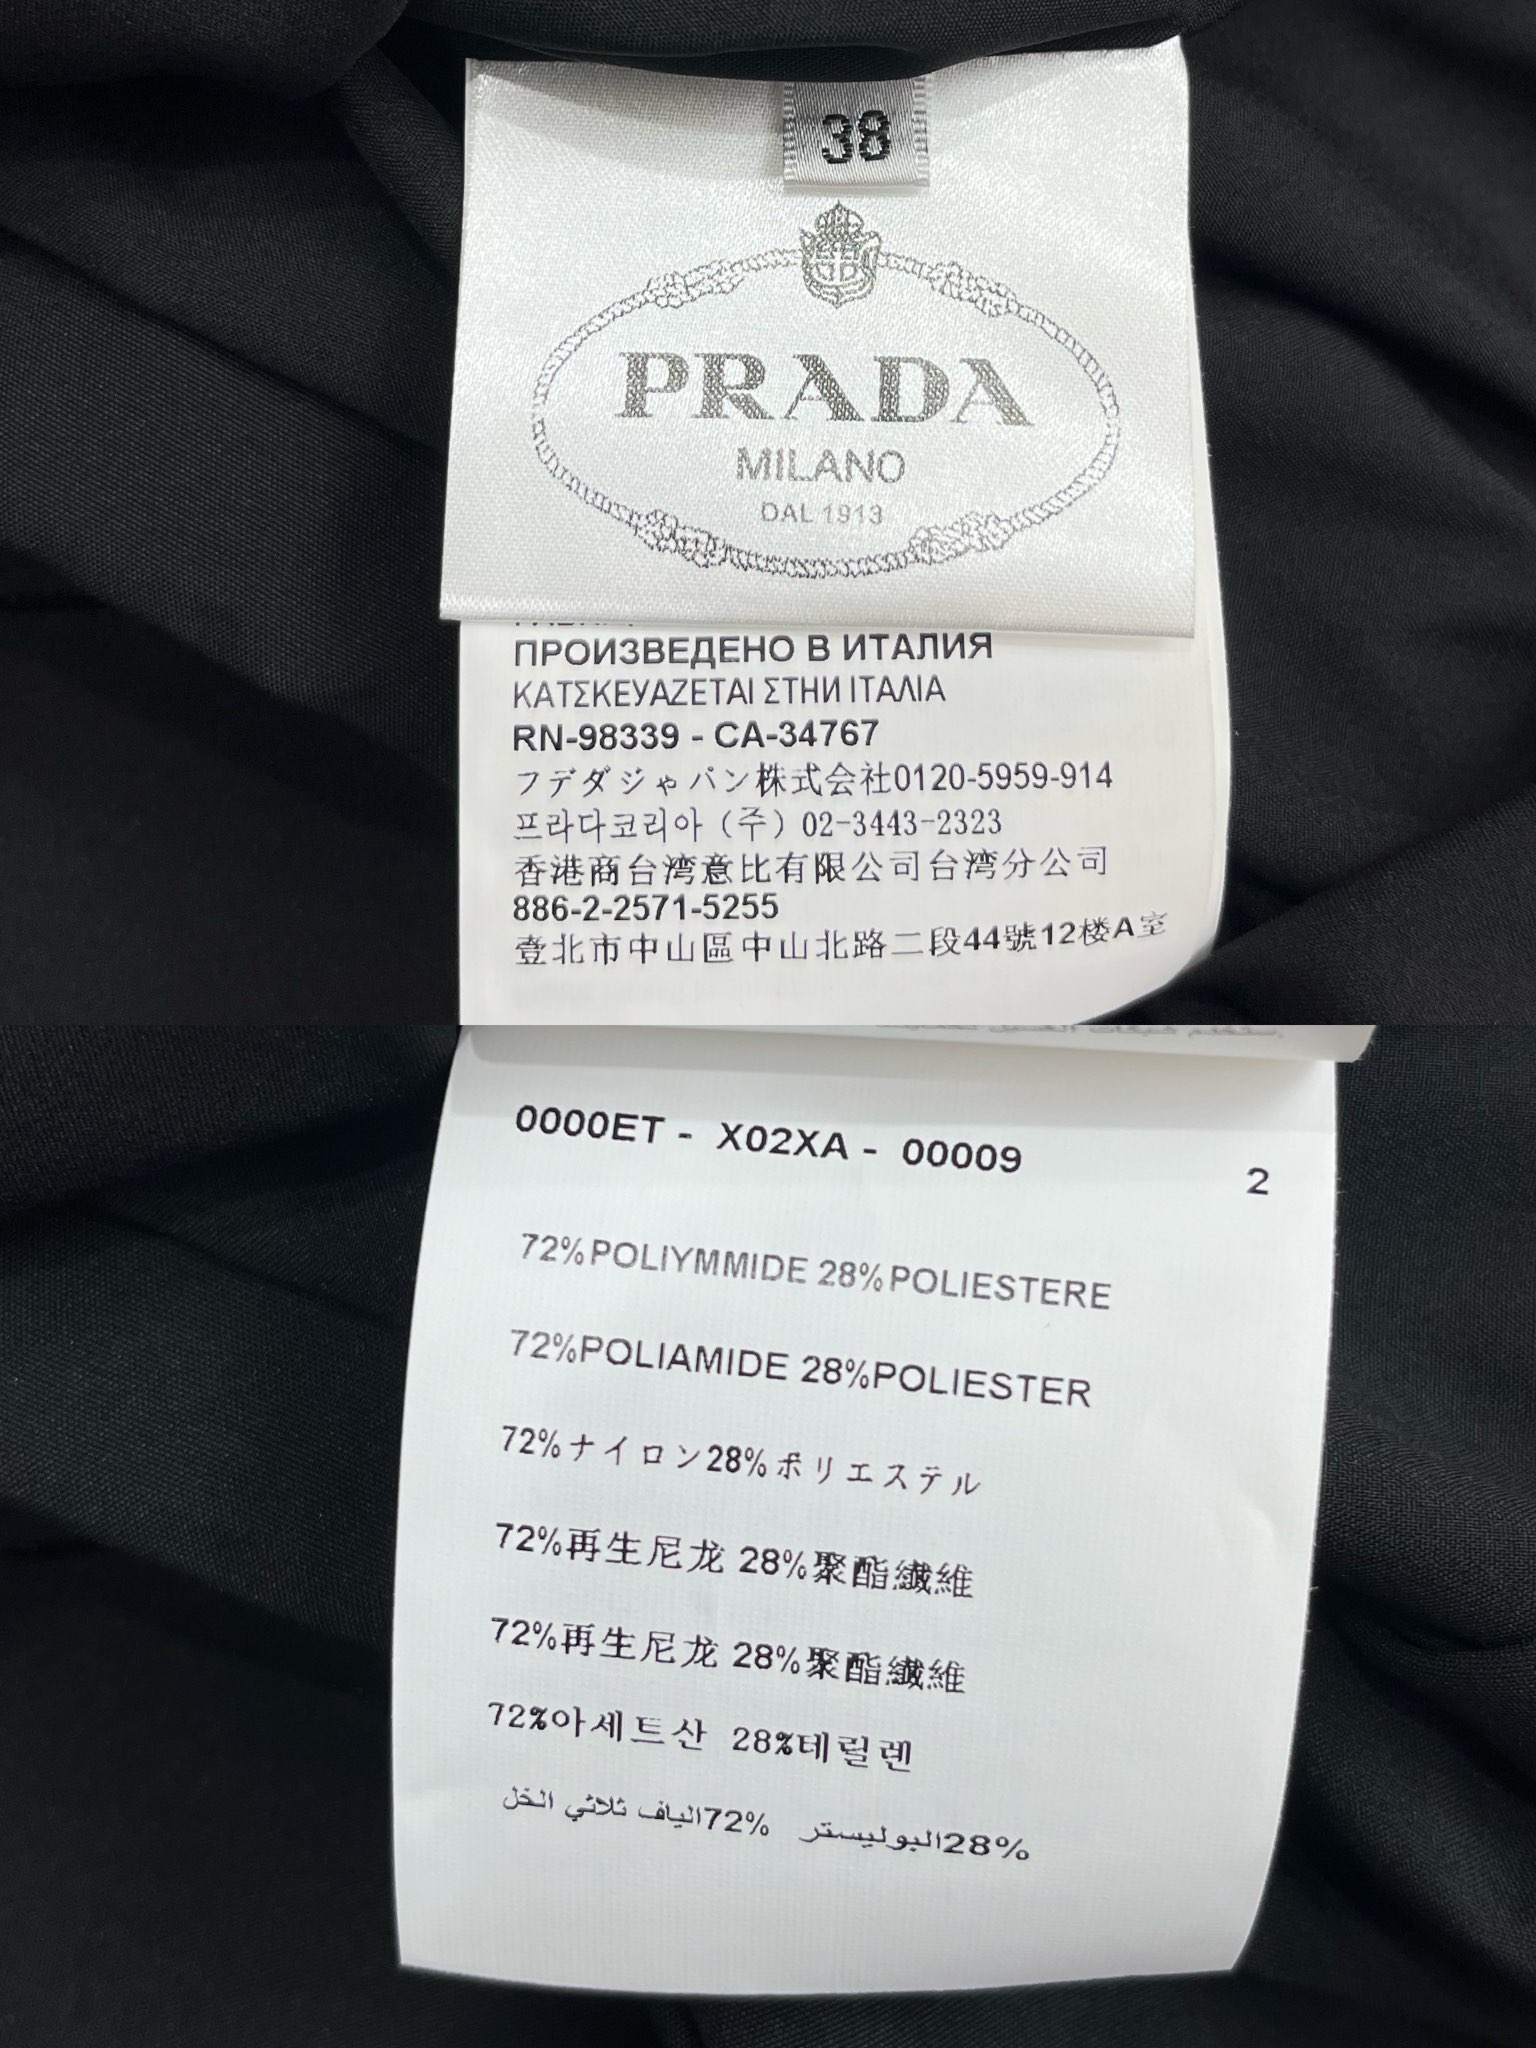 38
PRADA
MILANO
DAL 1913
ПРОИЗВЕДЕНО В ИТАЛИЯ
ΚΑΤΣΚΕΥΑΖΕΤΑΙ ΣΤΗИ ΙΤΑΛΙΑ
RN-98339 - CA-34767
フデダジャパン株式会社0120-5959-914
프라다코리아 (주) 02-3443-2323
香港商台湾意比有限公司台湾分公司
886-2-2571-5255
壹北市中山區中山北路二段44號12楼A室
0000ET - X02XA - 00009
2
72%POLIYMMIDE 28%POLIESTERE
72%POLIAMIDE 28%POLIESTER
72%ナイロン28%ポリエステル
72%再生尼龙 28%聚酯纖維
72%再生尼龙 28%聚酯纖維
72%아세트산 28%테릴렌
28%البوليستر 72%الياف ثلاثي الخل